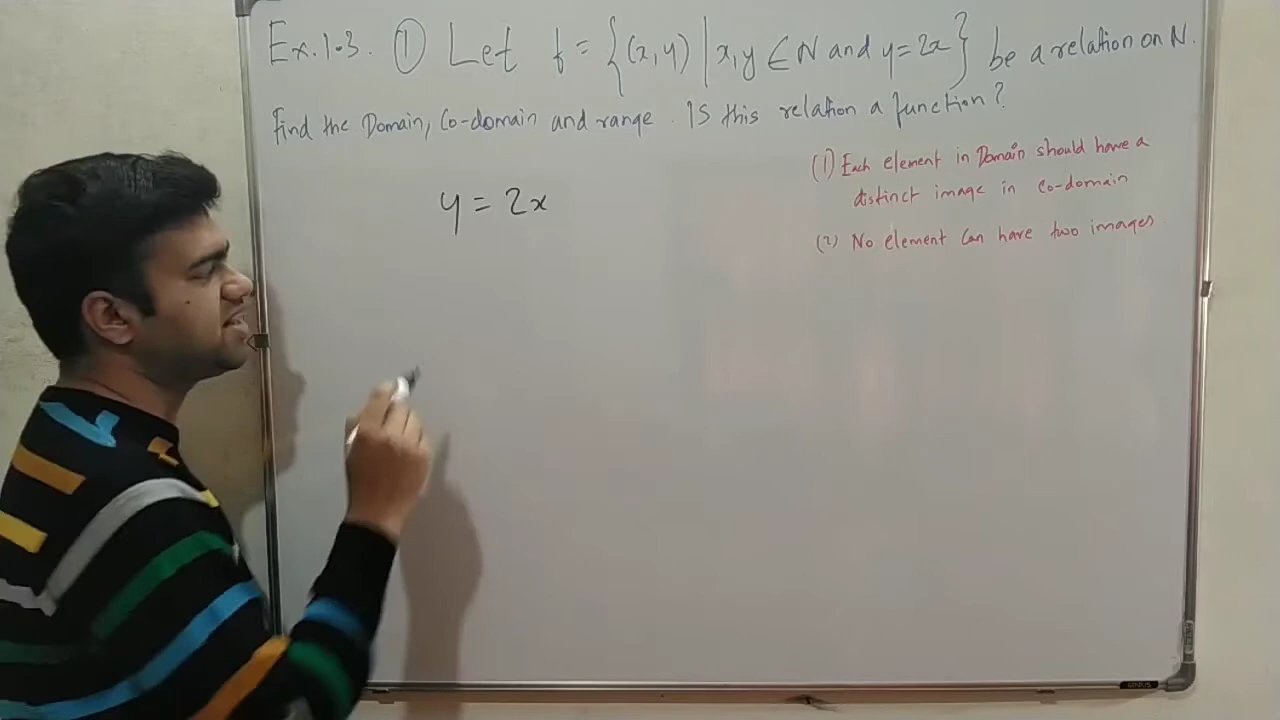 Ex.1.3. ① Let f = {(x,y) | x,y ∈ N and y = 2x} be a relation on N.
Find the Domain, Co-domain and range. Is this relation a function?
(1) Each element in Domain should have a
distinct image in co-domain
(2) No element can have two images
y = 2x
GENIUS